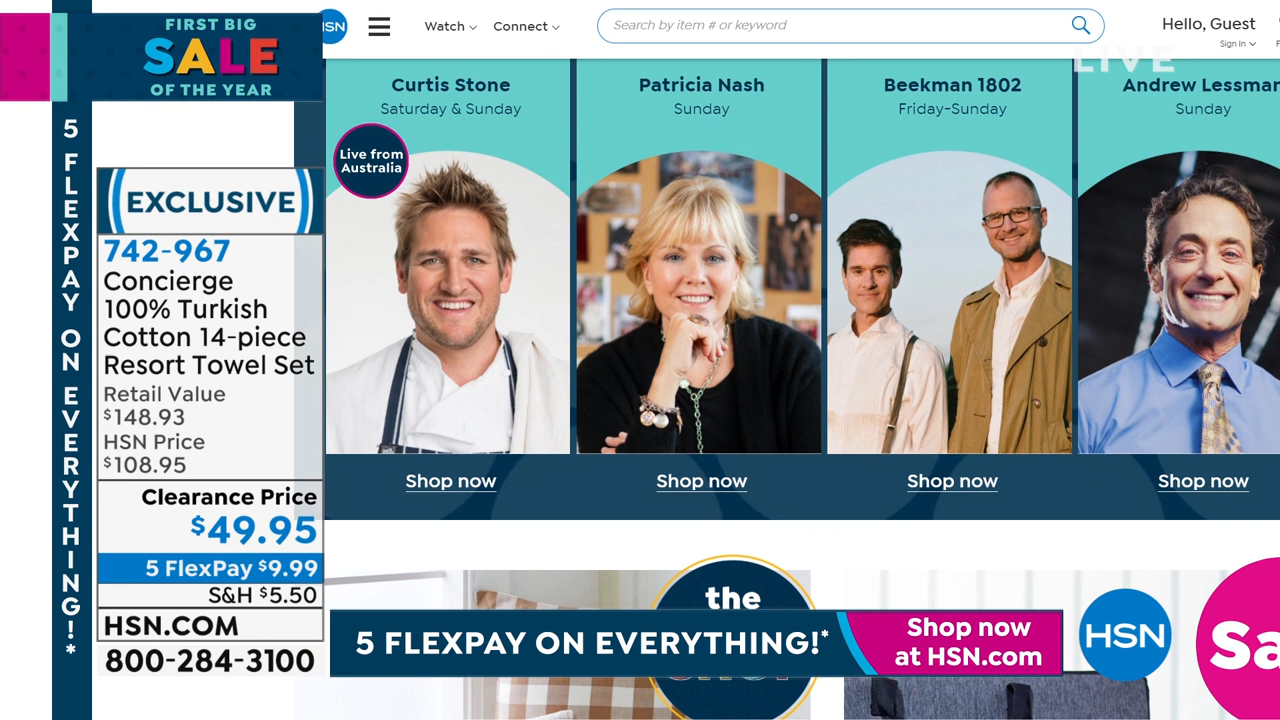 FIRST BIG
SALE
OF THE YEAR
5 FLEXPAY ON EVERYTHING!*
EXCLUSIVE
742-967
Concierge
100% Turkish
Cotton 14-piece
Resort Towel Set
Retail Value
$148.93
HSN Price
$108.95
Clearance Price
$49.95
5 FlexPay $9.99
S&H $5.50
HSN.COM
800-284-3100
HSN
Watch
Connect
Search by item # or keyword
Hello, Guest
Sign In
LIVE
Curtis Stone
Saturday & Sunday
Live from
Australia
Shop now
Patricia Nash
Sunday
Shop now
Beekman 1802
Friday-Sunday
Shop now
Andrew Lessman
Sunday
Shop now
the
5 FLEXPAY ON EVERYTHING!*
Shop now
at HSN.com
HSN
Sa